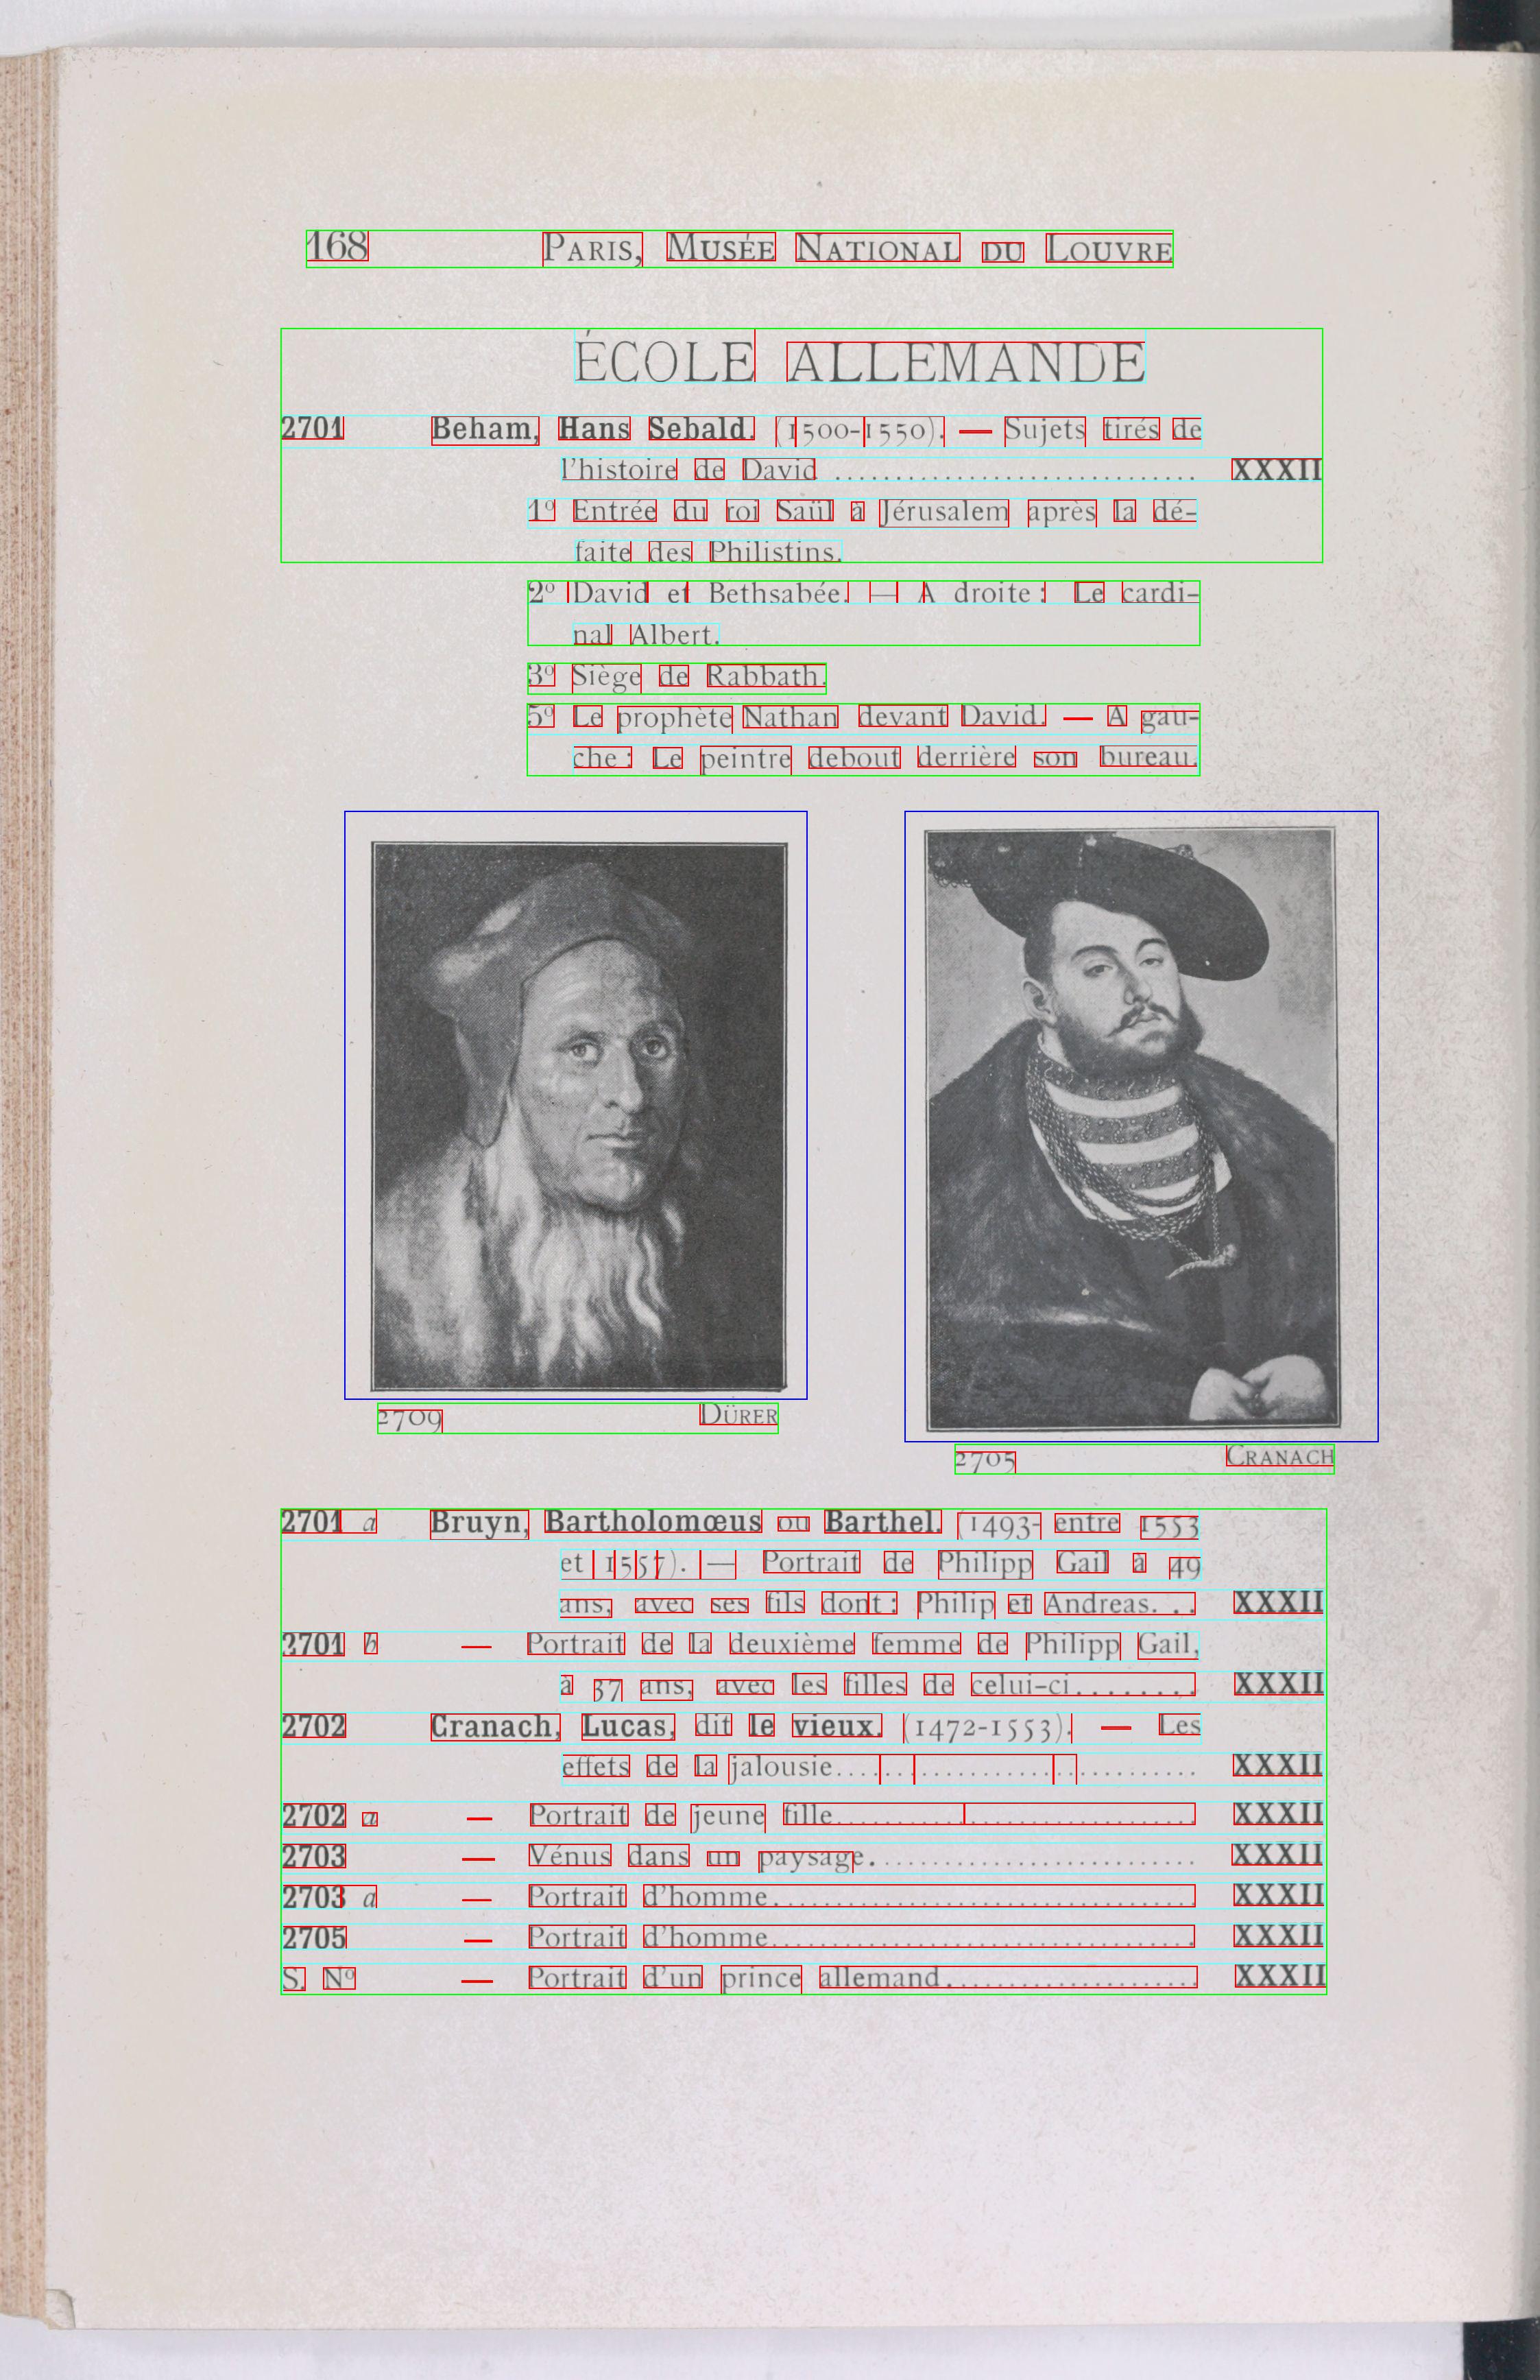 168 PARIS, MUSÉE NATIONAL DU LOUVRE
ÉCOLE ALLEMANDE
2701 Beham, Hans Sebald. (1500-1550). — Sujets tirés de
l'histoire de David .............................. XXXII
1º Entrée du roi Saül à Jérusalem après la dé-
faite des Philistins.
2º David et Bethsabée. — A droite : Le cardi-
nal Albert.
3º Siège de Rabbath.
5º Le prophète Nathan devant David. — A gau-
che : Le peintre debout derrière son bureau.
2709 DÜRER
2705 CRANACH
2701 a Bruyn, Bartholomœus ou Barthel. (1493- entre 1553
et 1557). — Portrait de Philipp Gail à 49
ans, avec ses fils dont : Philip et Andreas. . . XXXII
2701 b — Portrait de la deuxième femme de Philipp Gail,
à 37 ans, avec les filles de celui-ci........ XXXII
2702 Cranach, Lucas, dit le vieux. (1472-1553). — Les
effets de la jalousie.............................. XXXII
2702 a — Portrait de jeune fille.............................. XXXII
2703 — Vénus dans un paysage........................... XXXII
2703 a — Portrait d'homme................................... XXXII
2705 — Portrait d'homme................................... XXXII
S. Nº — Portrait d'un prince allemand..................... XXXII